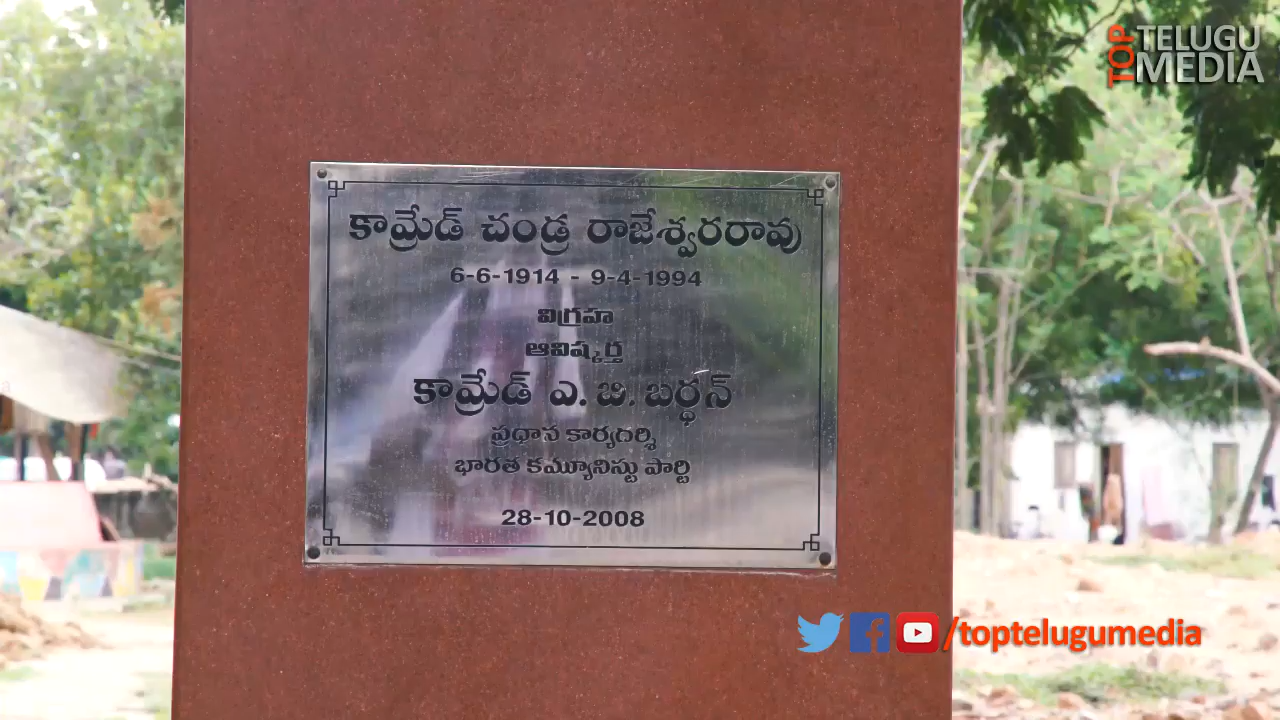 TOP TELUGU
MEDIA
కామ్రేడ్ చండ్ర రాజేశ్వరరావు
6-6-1914 - 9-4-1994
విగ్రహ
ఆవిష్కర్త
కామ్రేడ్ ఎ. బి. బర్ధన్
ప్రధాన కార్యదర్శి
భారత కమ్యూనిస్టు పార్టి
28-10-2008
/toptelugumedia